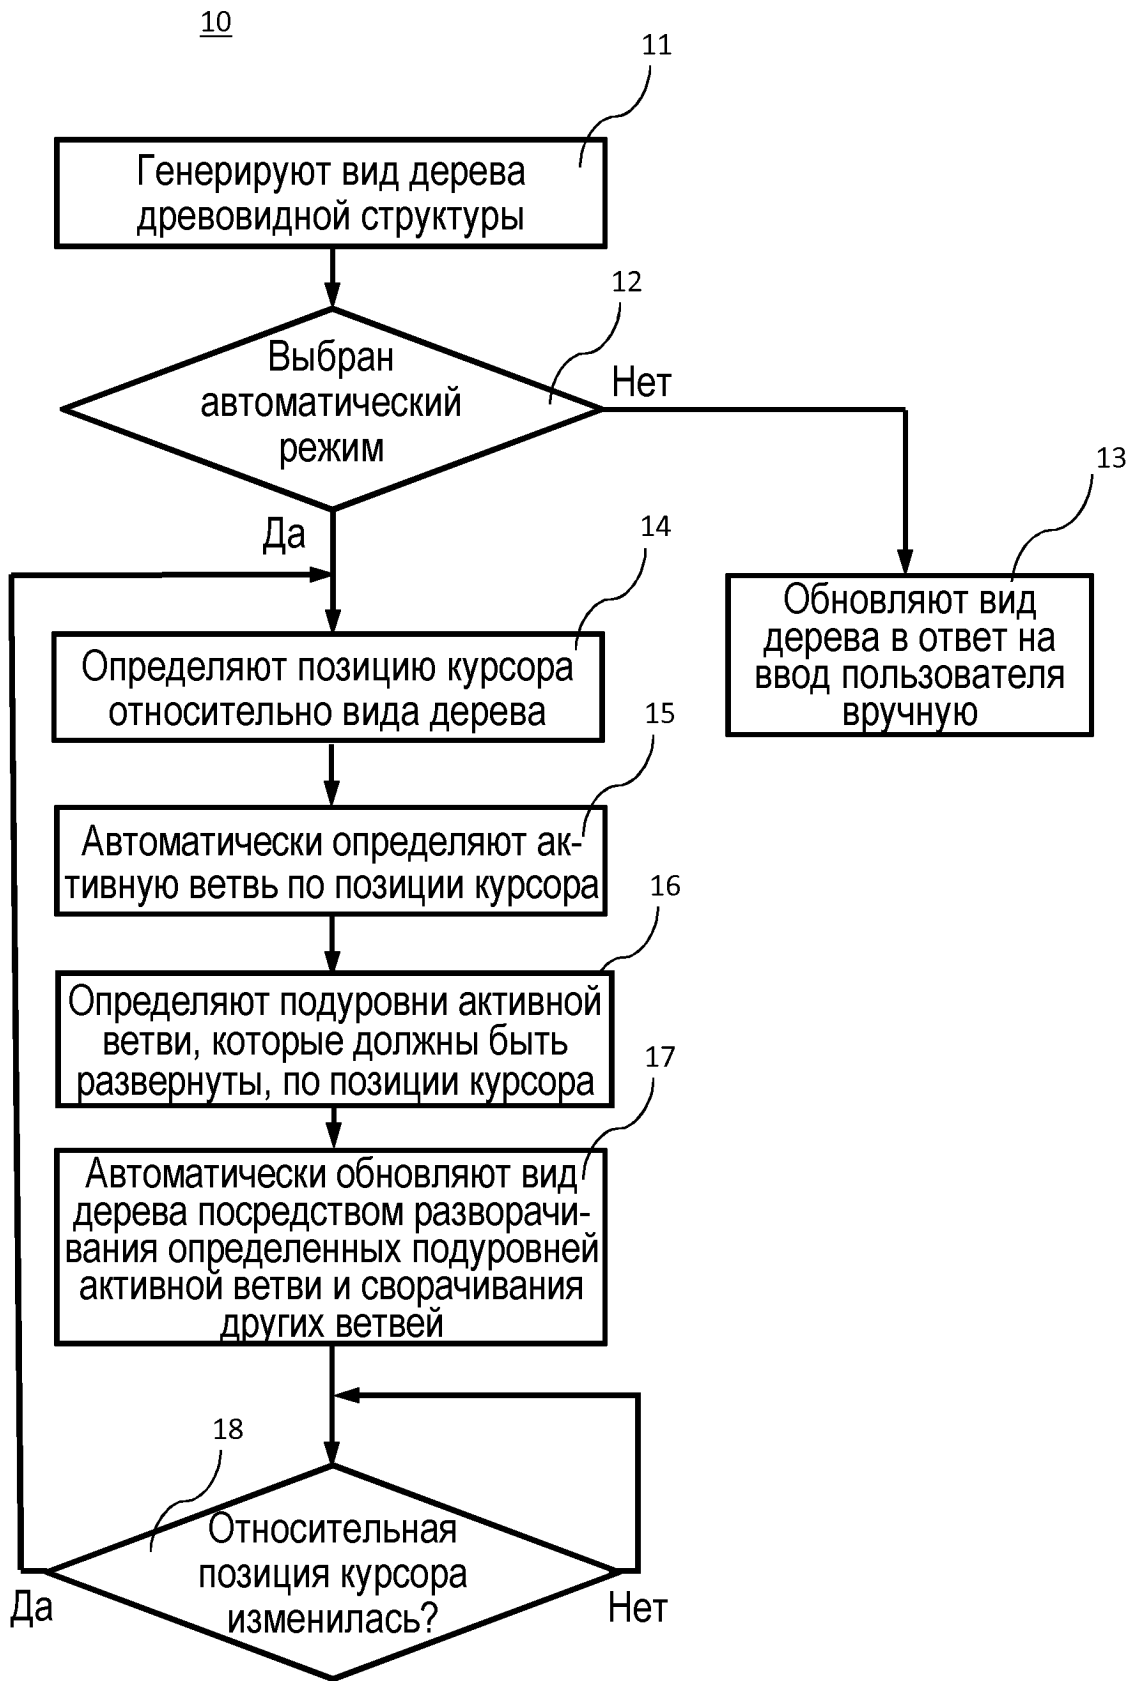 10
11
Генерируют вид дерева
древовидной структуры
12
Выбран
автоматический
режим
Нет
Да
13
Обновляют вид
дерева в ответ на
ввод пользователя
вручную
14
Определяют позицию курсора
относительно вида дерева
15
Автоматически определяют ак-
тивную ветвь по позиции курсора
16
Определяют подуровни активной
ветви, которые должны быть
развернуты, по позиции курсора
17
Автоматически обновляют вид
дерева посредством разворачи-
вания определенных подуровней
активной ветви и сворачивания
других ветвей
18
Относительная
позиция курсора
изменилась?
Да
Нет